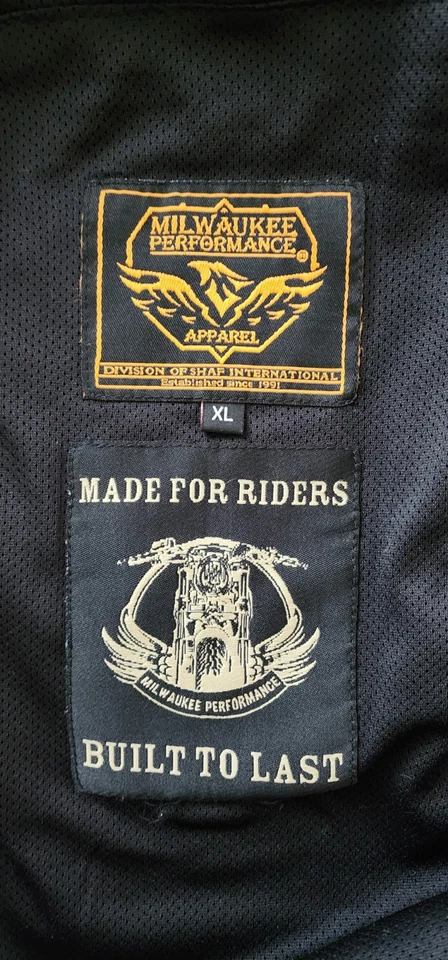 MILWAUKEE
PERFORMANCE®
APPAREL
DIVISION OF SHAF INTERNATIONAL
Established since 1991
XL
MADE FOR RIDERS
MILWAUKEE PERFORMANCE
BUILT TO LAST